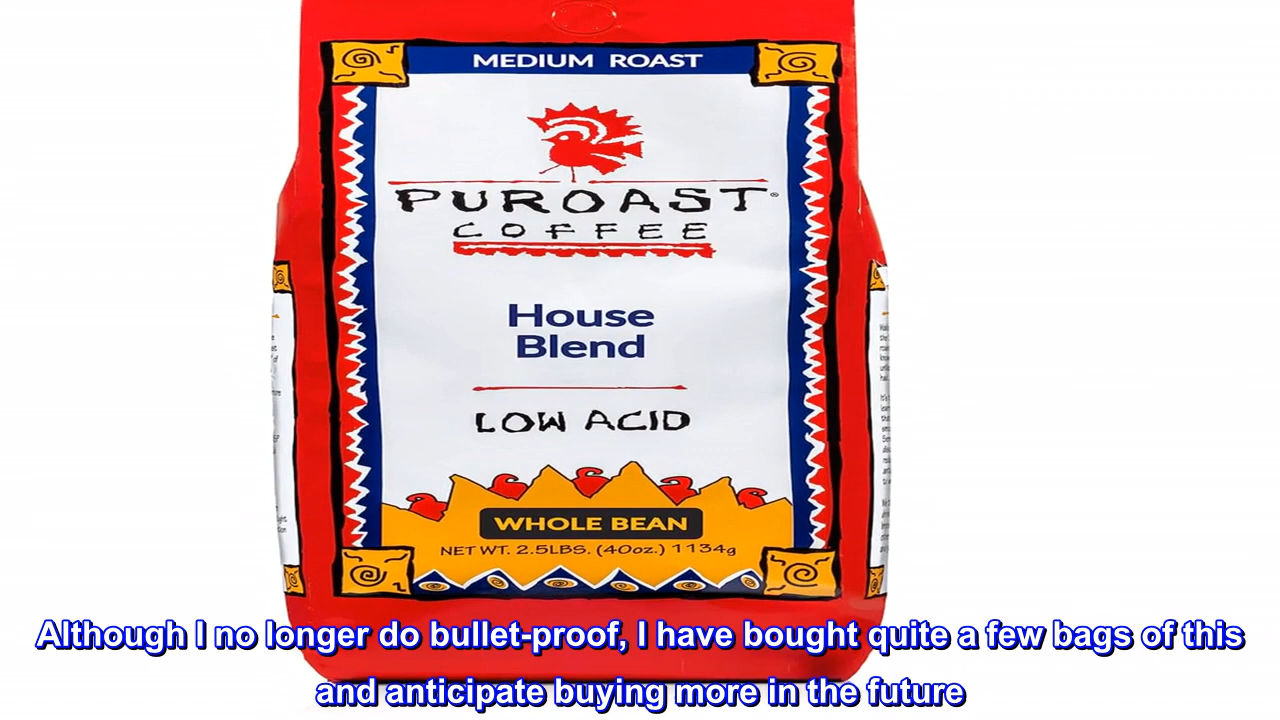 MEDIUM ROAST
PUROAST®
COFFEE
House
Blend
LOW ACID
WHOLE BEAN
NET WT. 2.5LBS. (40oz.) 1134g
Although I no longer do bullet-proof, I have bought quite a few bags of this
and anticipate buying more in the future